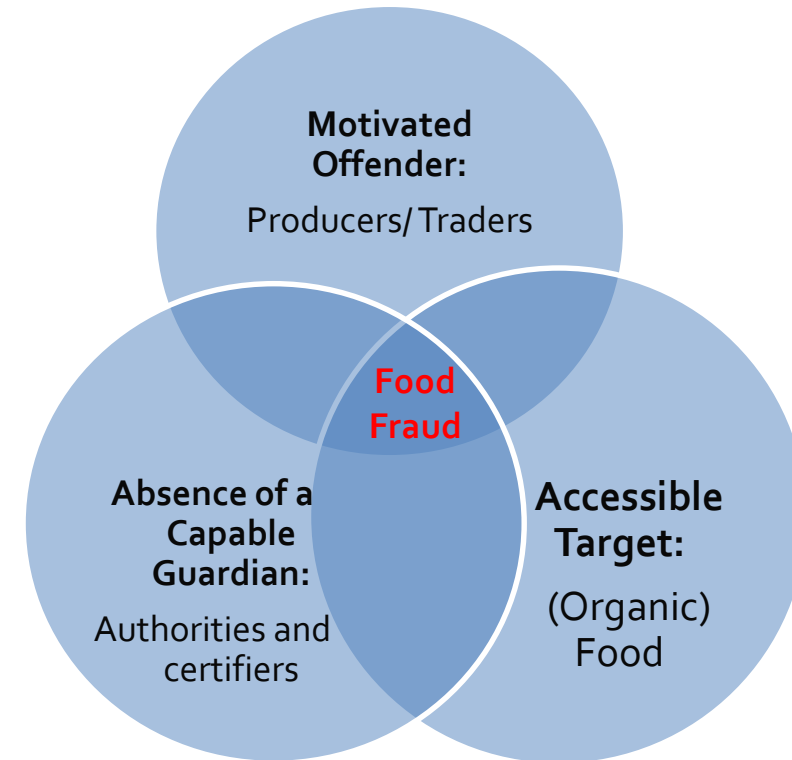 Motivated
Offender:
Producers/ Traders
Food
Fraud
Absence of a
Capable
Guardian:
Authorities and
certifiers
Accessible
Target:
(Organic)
Food